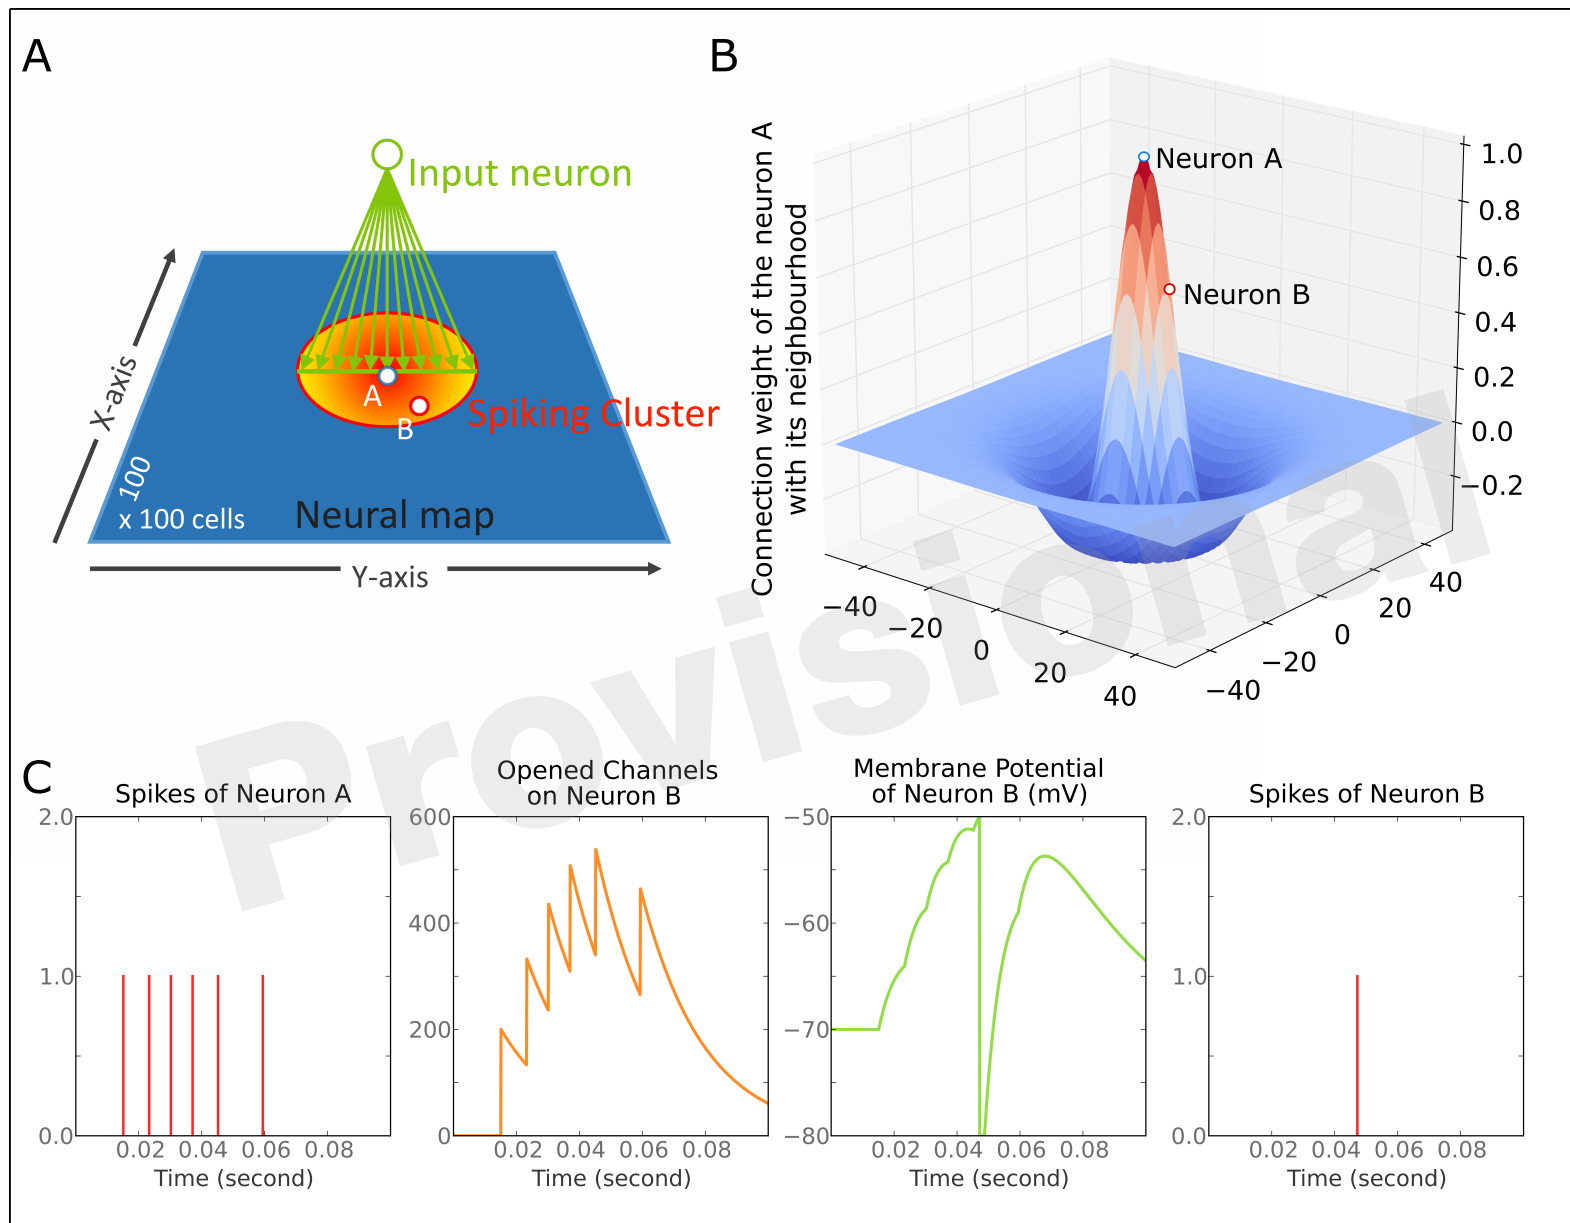 A
Input neuron
X-axis
A
B
Spiking Cluster
100
x 100 cells
Neural map
Y-axis
B
Connection weight of the neuron A
with its neighbourhood
Neuron A
Neuron B
1.0
0.8
0.6
0.4
0.2
0.0
−0.2
−40
−20
0
20
40
−40
−20
0
20
40
Provisional
C
Spikes of Neuron A
2.0
1.0
0.0
0.02 0.04 0.06 0.08
Time (second)
Opened Channels
on Neuron B
600
400
200
0
0.02 0.04 0.06 0.08
Time (second)
Membrane Potential
of Neuron B (mV)
−50
−60
−70
−80
0.02 0.04 0.06 0.08
Time (second)
Spikes of Neuron B
2.0
1.0
0.0
0.02 0.04 0.06 0.08
Time (second)